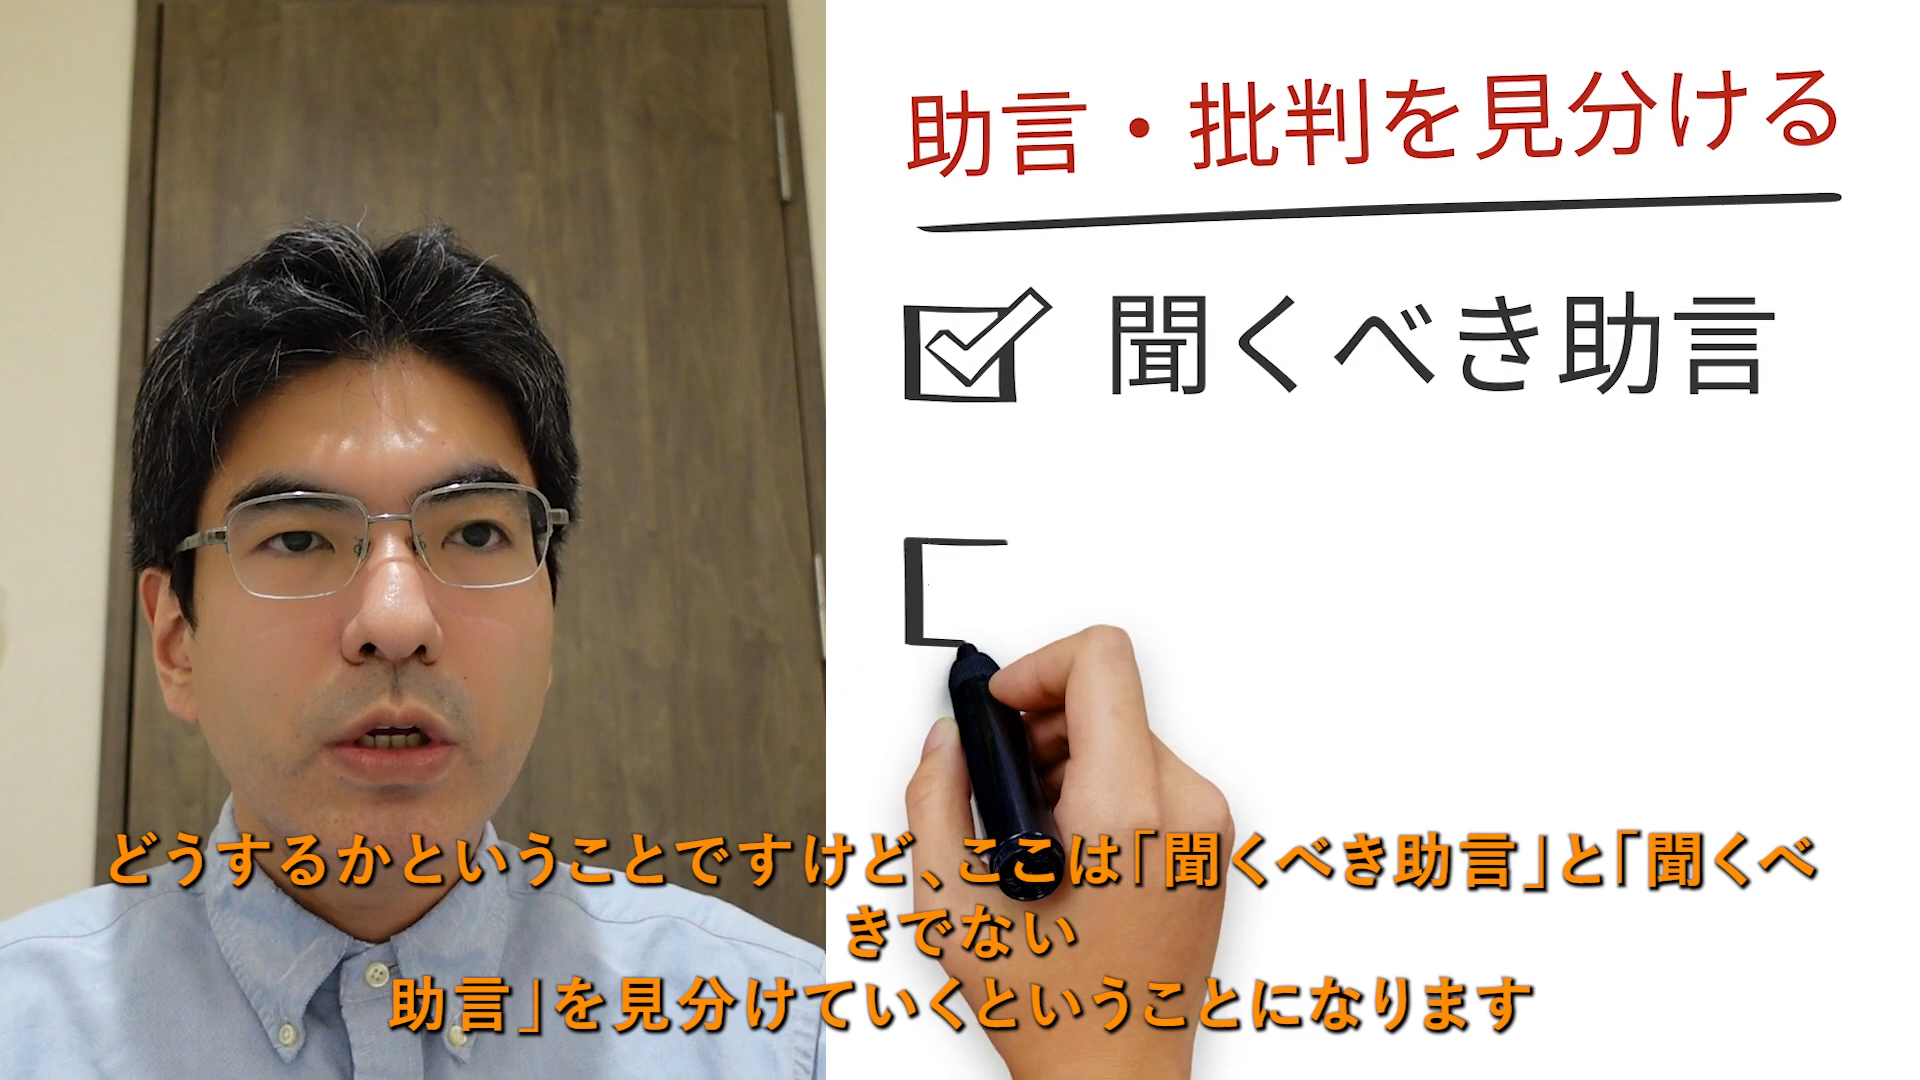 助言・批判を見分ける
聞くべき助言
どうするかということですけど、ここは「聞くべき助言」と「聞くべ
きでない
助言」を見分けていくということになります